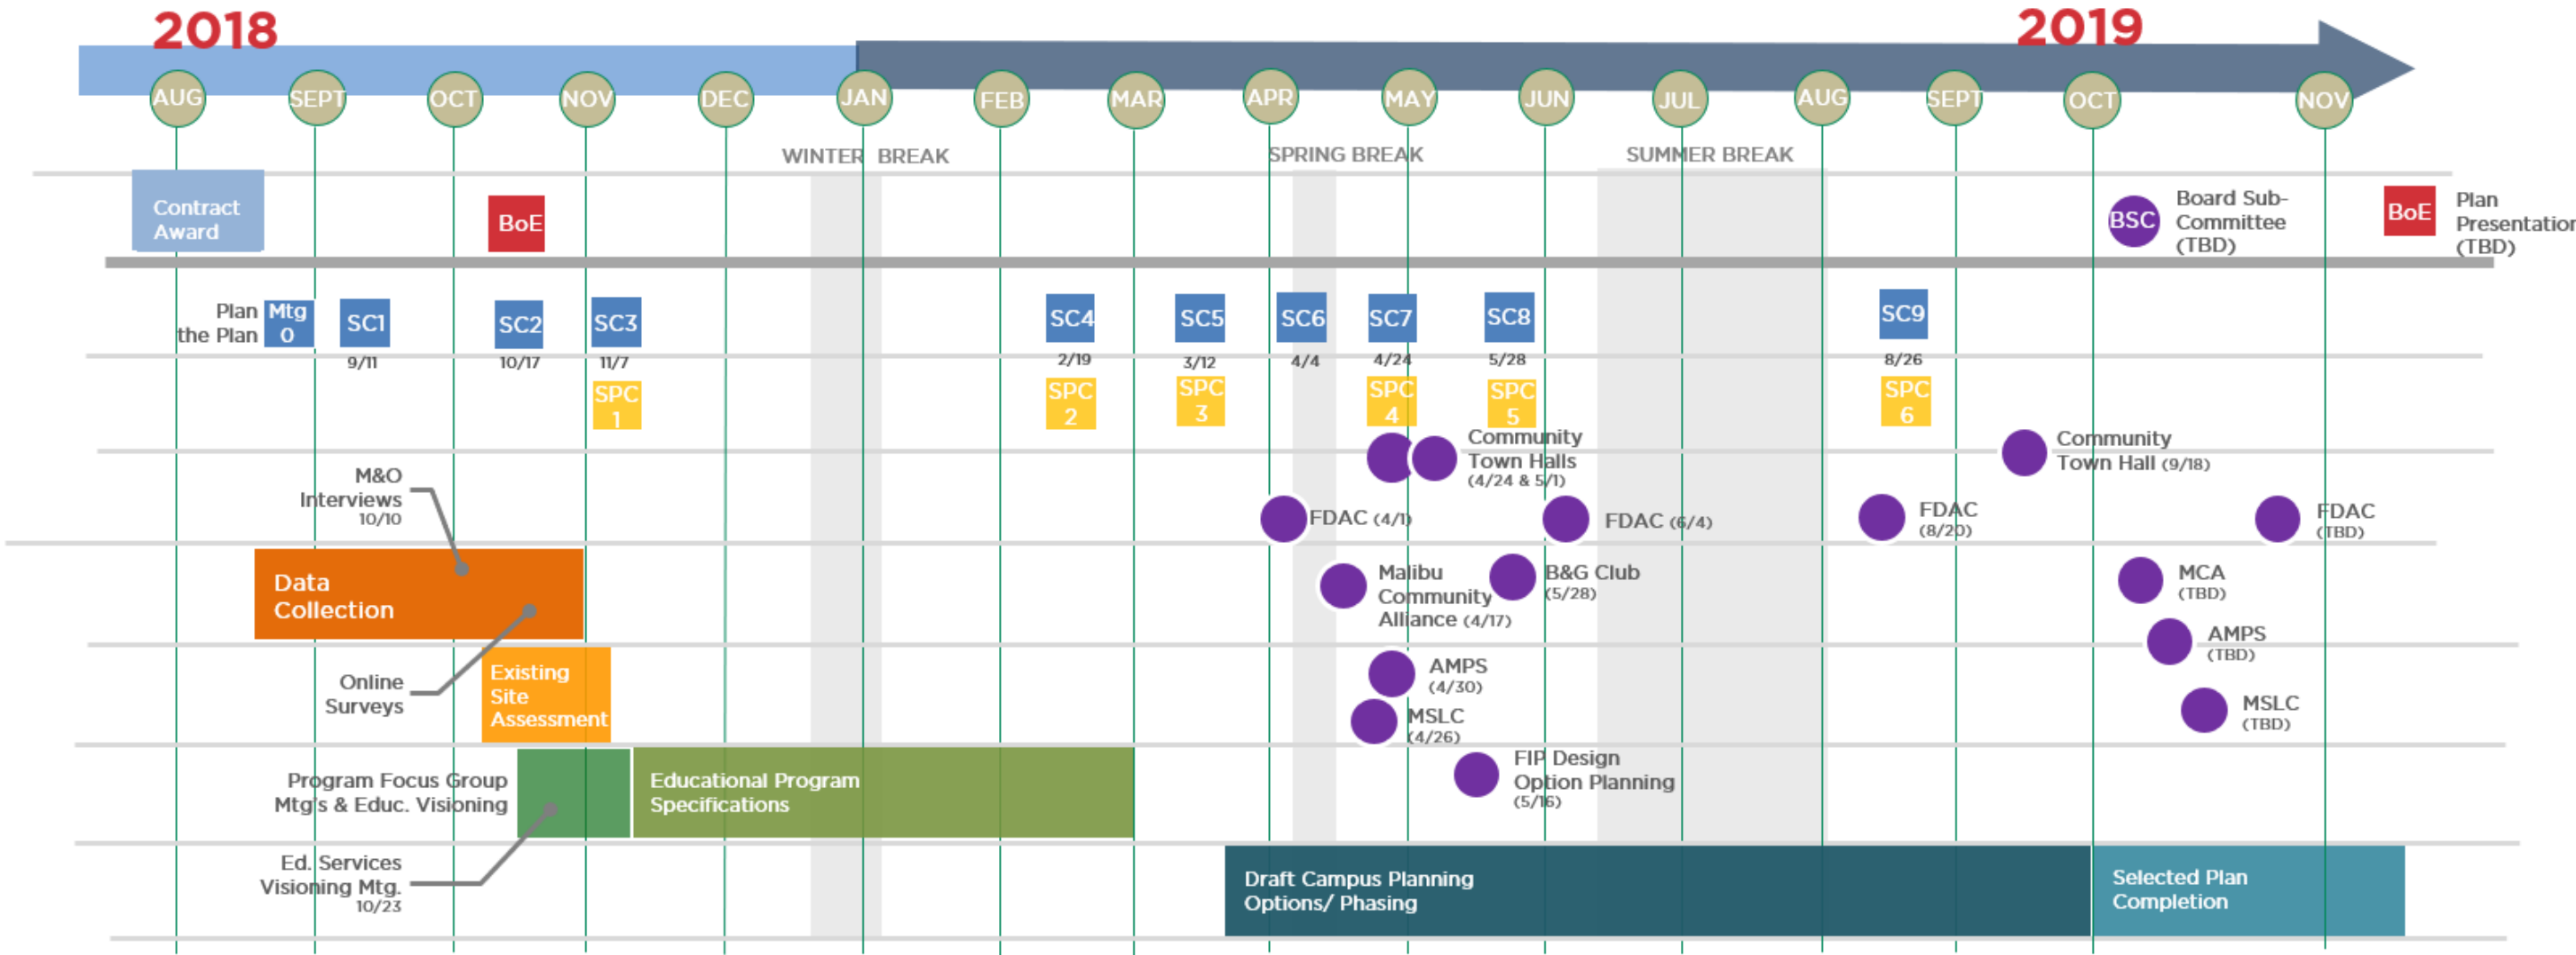 2018
2019
AUG
SEPT
OCT
NOV
DEC
JAN
FEB
MAR
APR
MAY
JUN
JUL
AUG
SEPT
OCT
NOV
WINTER BREAK
SPRING BREAK
SUMMER BREAK
Contract
Award
BoE
BSC
Board Sub-
Committee
(TBD)
BoE
Plan
Presentation
(TBD)
Plan
the Plan
Mtg
0
SC1
9/11
SC2
10/17
SC3
11/7
SC4
2/19
SC5
3/12
SC6
4/4
SC7
4/24
SC8
5/28
SC9
8/26
SPC
1
SPC
2
SPC
3
SPC
4
SPC
5
SPC
6
Community
Town Halls
(4/24 & 5/1)
Community
Town Hall (9/18)
M&O
Interviews
10/10
FDAC (4/1)
FDAC (6/4)
FDAC
(8/20)
FDAC
(TBD)
Data
Collection
Malibu
Community
Alliance (4/17)
B&G Club
(5/28)
MCA
(TBD)
AMPS
(TBD)
Online
Surveys
Existing
Site
Assessment
AMPS
(4/30)
MSLC
(4/26)
MSLC
(TBD)
Program Focus Group
Mtg's & Educ. Visioning
Educational Program
Specifications
FIP Design
Option Planning
(5/16)
Ed. Services
Visioning Mtg.
10/23
Draft Campus Planning
Options/ Phasing
Selected Plan
Completion